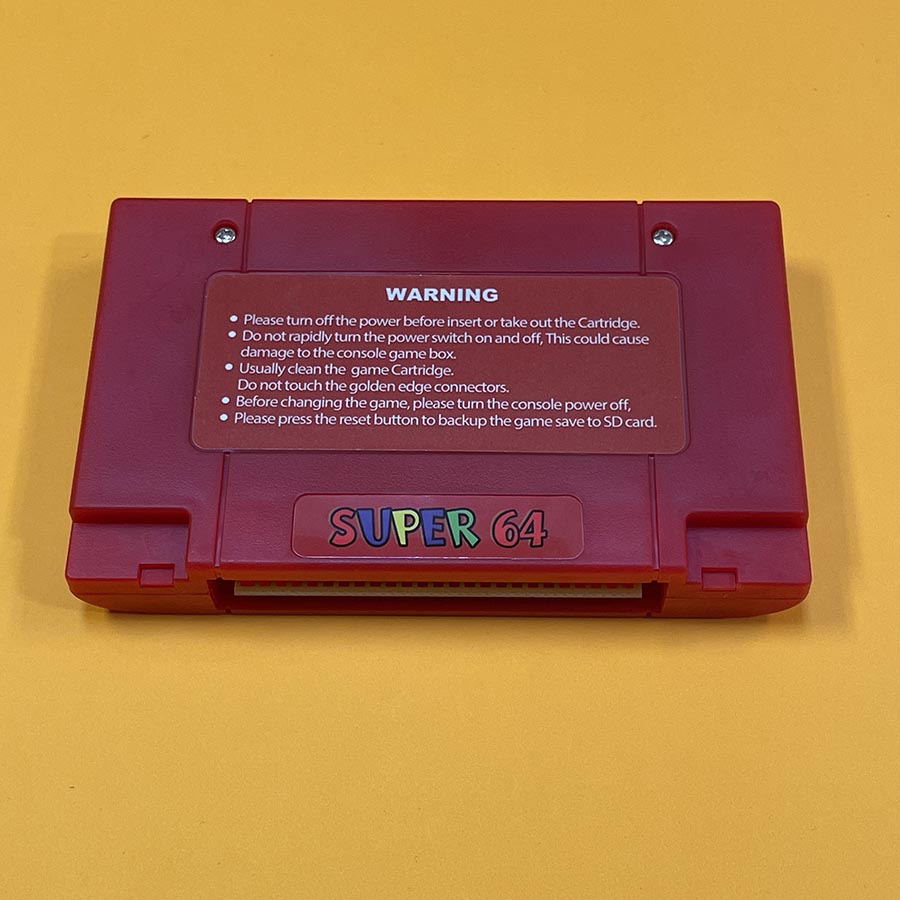 WARNING
• Please turn off the power before insert or take out the Cartridge.
• Do not rapidly turn the power switch on and off, This could cause
damage to the console game box.
• Usually clean the game Cartridge.
Do not touch the golden edge connectors.
• Before changing the game, please turn the console power off,
• Please press the reset button to backup the game save to SD card.
SUPER 64